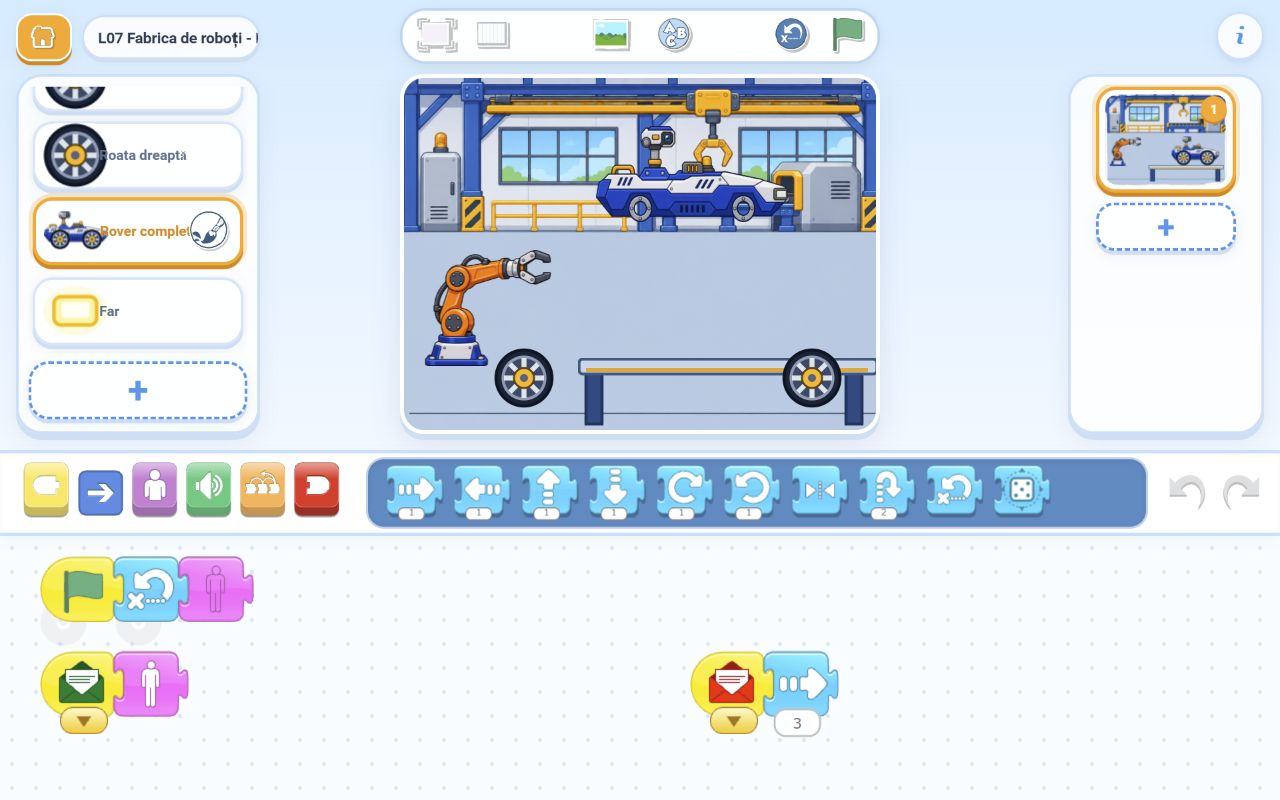 L07 Fabrica de roboți -
i
A
B
C
x
Roata dreaptă
Rover complet
Far
+
1
+
1
1
1
1
1
1
2
x
x
3